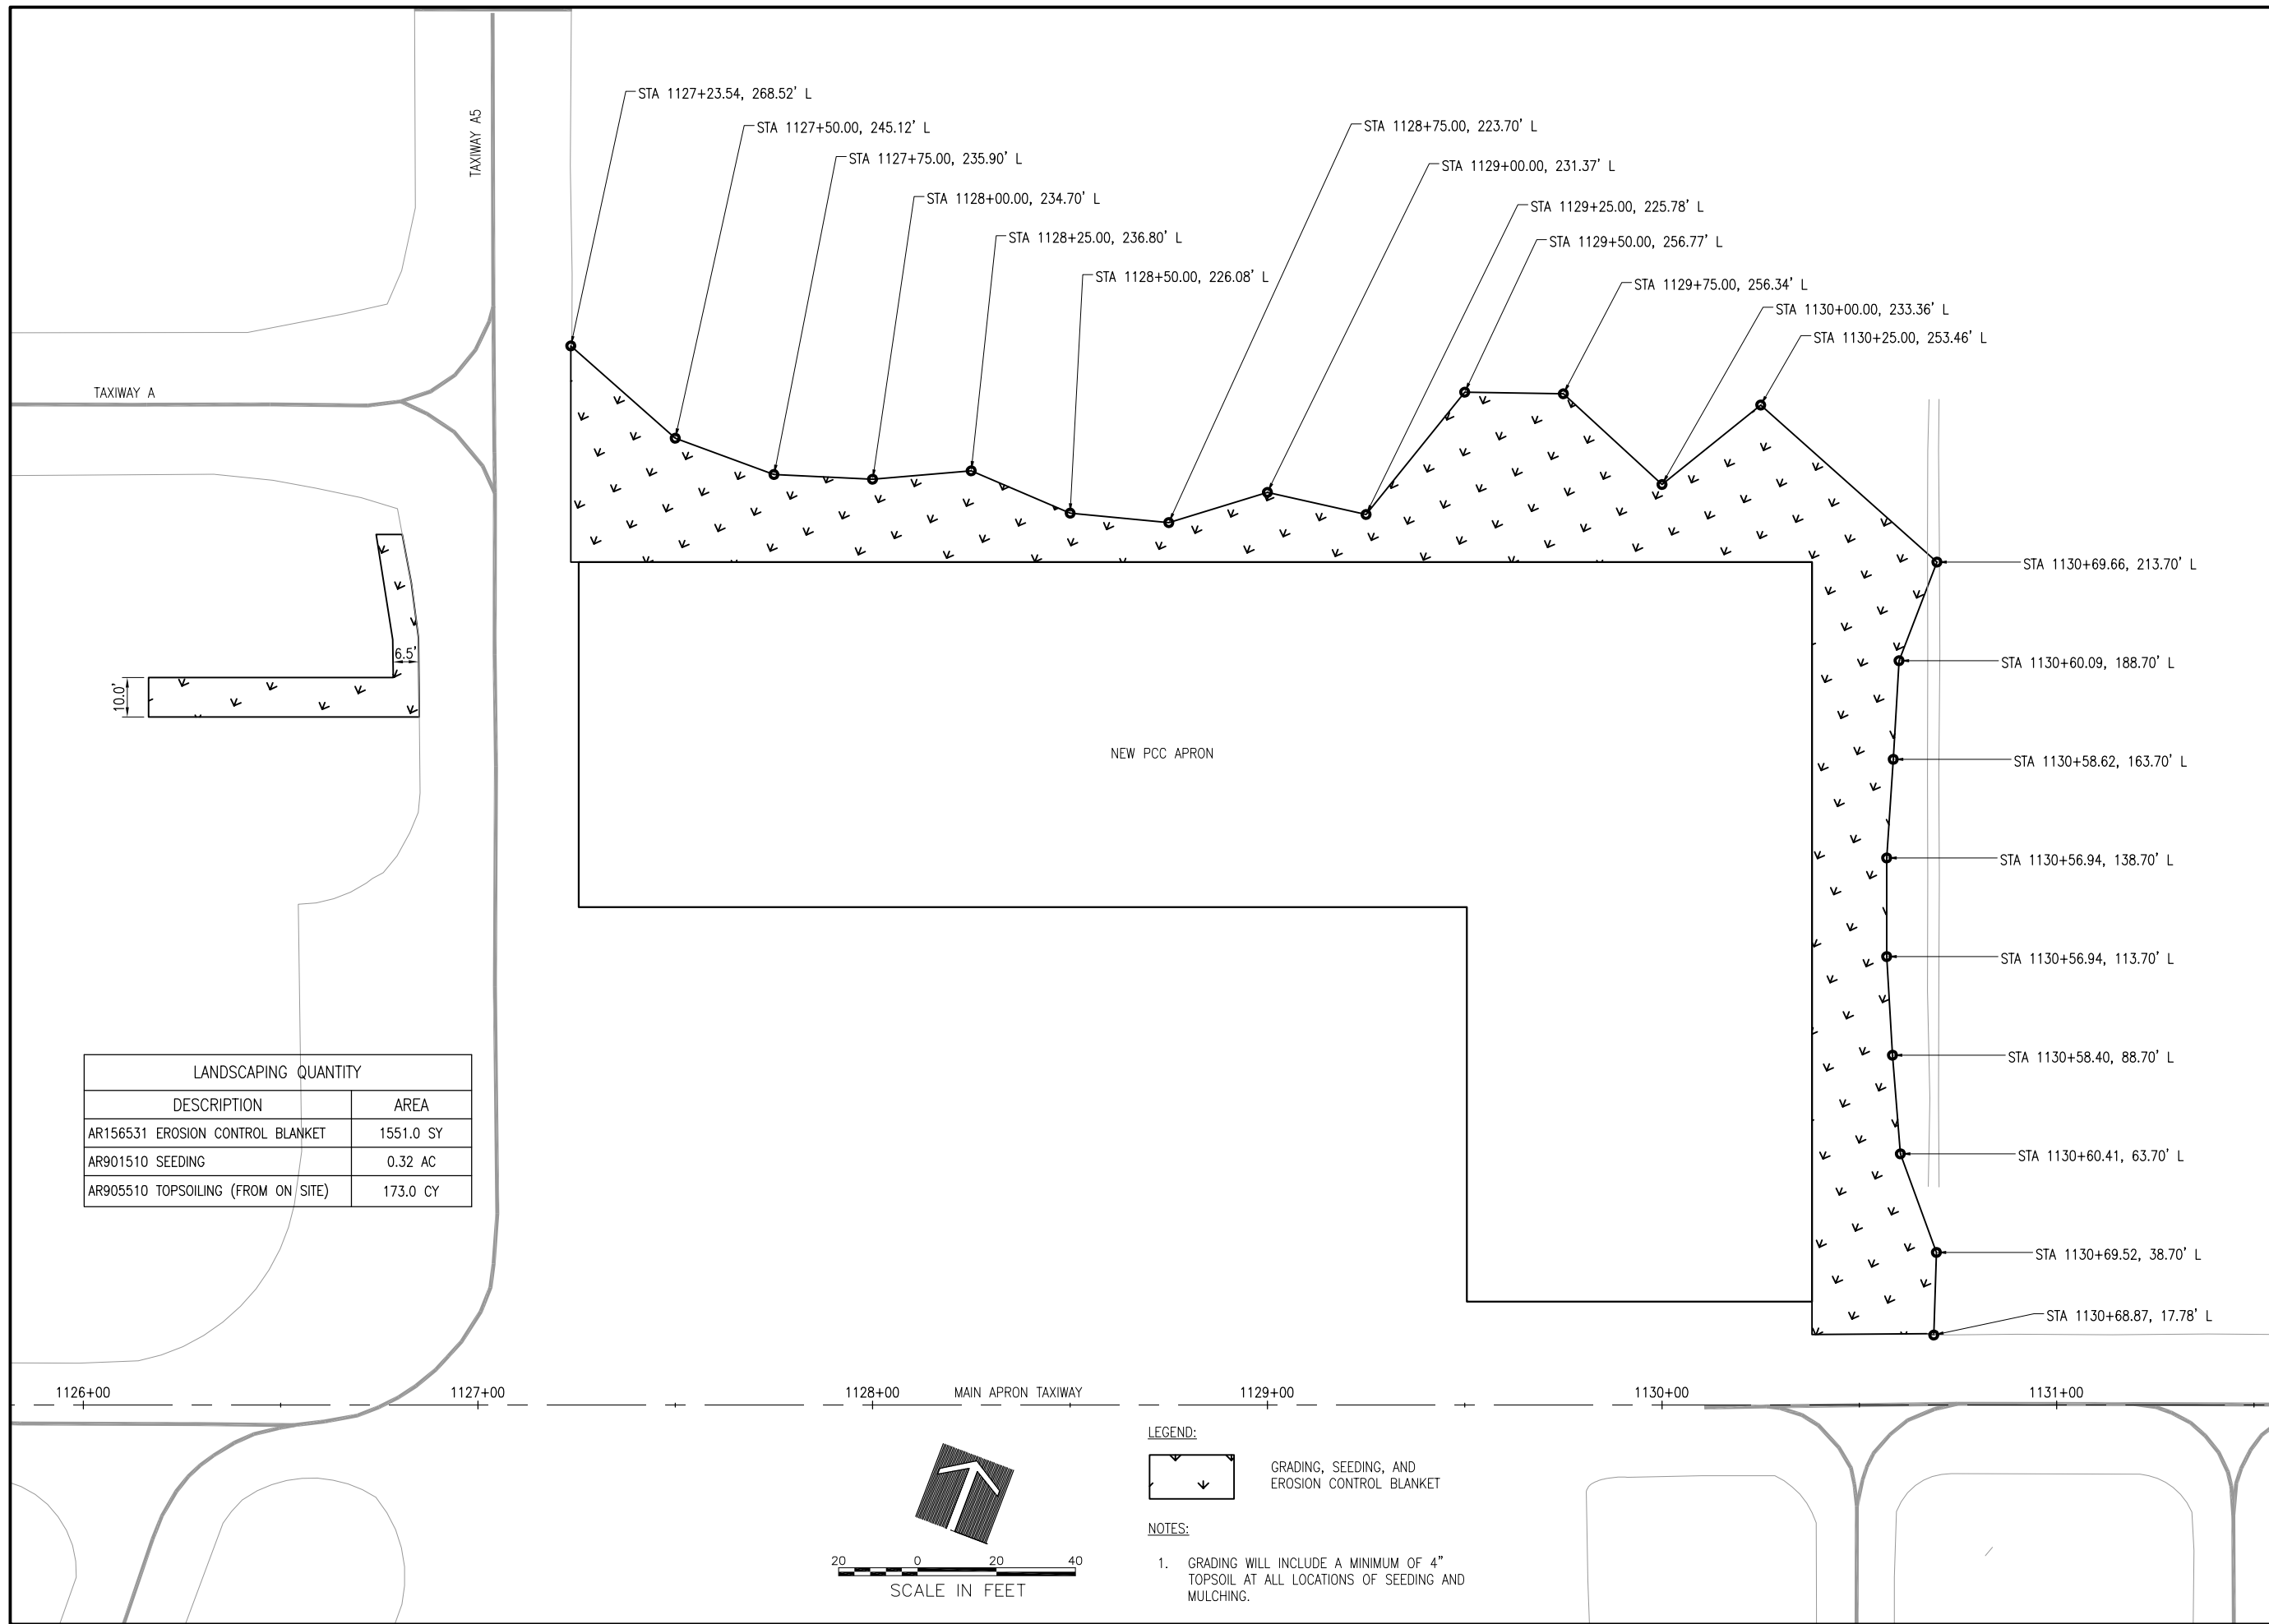 STA 1127+23.54, 268.52' L
STA 1127+50.00, 245.12' L
STA 1127+75.00, 235.90' L
STA 1128+00.00, 234.70' L
STA 1128+25.00, 236.80' L
STA 1128+50.00, 226.08' L
STA 1128+75.00, 223.70' L
STA 1129+00.00, 231.37' L
STA 1129+25.00, 225.78' L
STA 1129+50.00, 256.77' L
STA 1129+75.00, 256.34' L
STA 1130+00.00, 233.36' L
STA 1130+25.00, 253.46' L
TAXIWAY A5
TAXIWAY A
STA 1130+69.66, 213.70' L
STA 1130+60.09, 188.70' L
STA 1130+58.62, 163.70' L
STA 1130+56.94, 138.70' L
STA 1130+56.94, 113.70' L
STA 1130+58.40, 88.70' L
STA 1130+60.41, 63.70' L
STA 1130+69.52, 38.70' L
STA 1130+68.87, 17.78' L
6.5'
10.0'
NEW PCC APRON
LANDSCAPING QUANTITY
DESCRIPTION AREA
AR156531 EROSION CONTROL BLANKET 1551.0 SY
AR901510 SEEDING 0.32 AC
AR905510 TOPSOILING (FROM ON SITE) 173.0 CY
1126+00 1127+00 1128+00 MAIN APRON TAXIWAY 1129+00 1130+00 1131+00
LEGEND:
GRADING, SEEDING, AND
EROSION CONTROL BLANKET
NOTES:
1. GRADING WILL INCLUDE A MINIMUM OF 4"
TOPSOIL AT ALL LOCATIONS OF SEEDING AND
MULCHING.
20 0 20 40
SCALE IN FEET